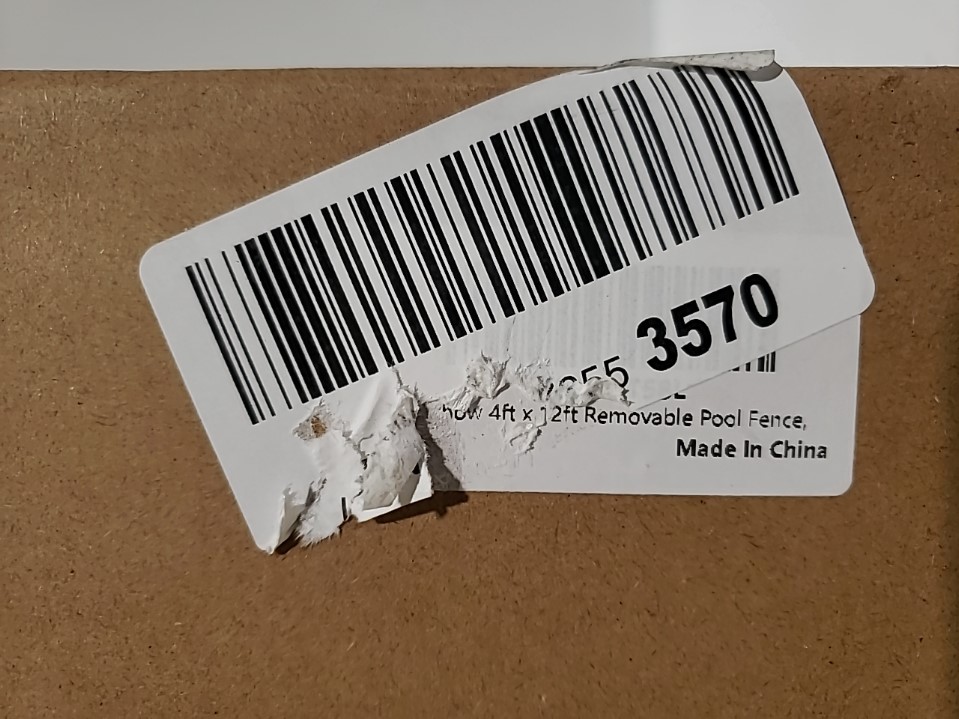 3570
4ft x 12ft Removable Pool Fence,
Made In China